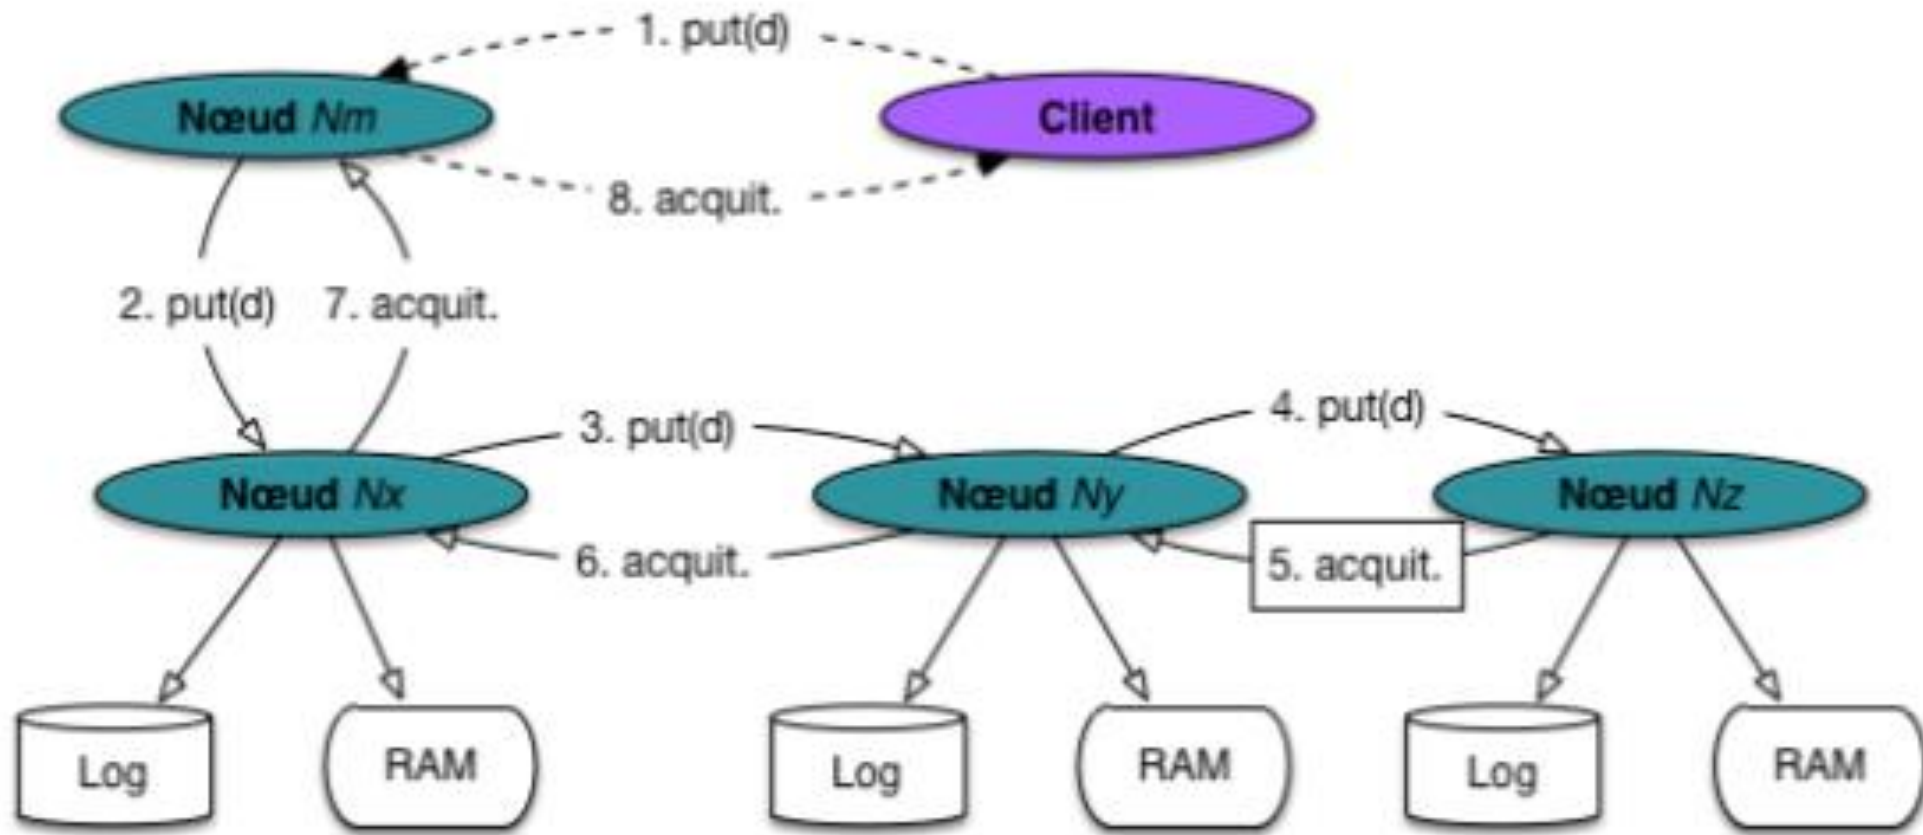 1. put(d)
Nœud Nm
Client
8. acquit.
2. put(d)
7. acquit.
3. put(d)
4. put(d)
Nœud Nx
Nœud Ny
Nœud Nz
6. acquit.
5. acquit.
Log
RAM
Log
RAM
Log
RAM